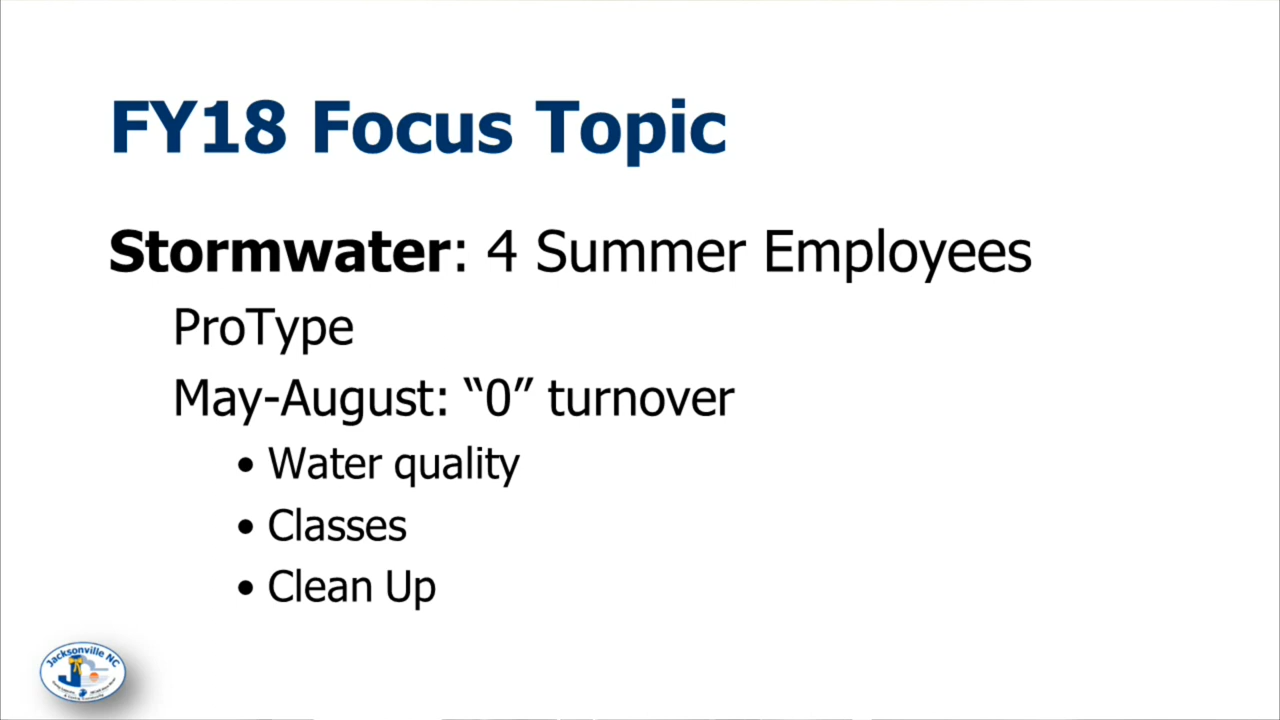 FY18 Focus Topic
Stormwater: 4 Summer Employees
ProType
May-August: “0” turnover
• Water quality
• Classes
• Clean Up
Jacksonville NC